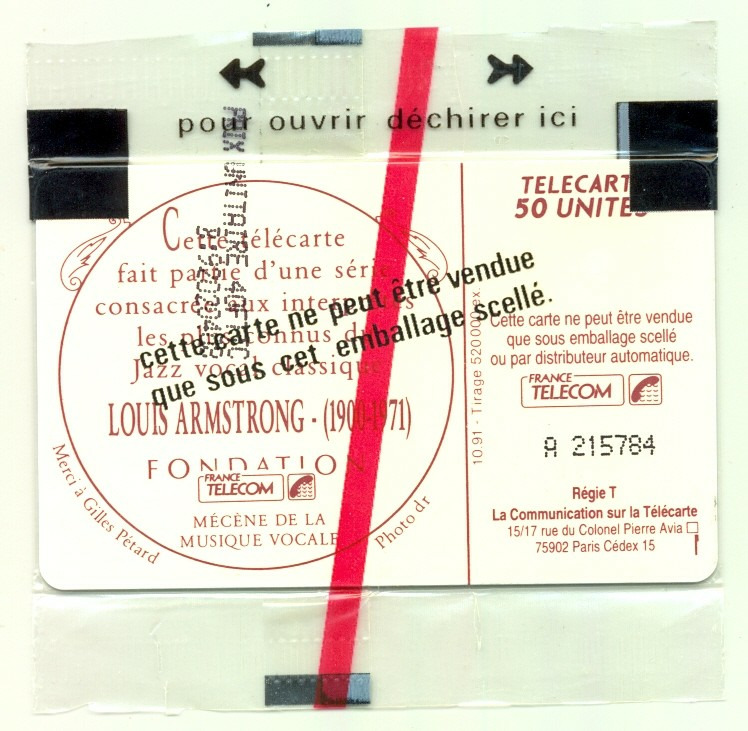 pour ouvrir déchirer ici
PRIX UNITAIRE
cette carte ne peut être vendue
que sous cet emballage scellé.
Cette télécarte
fait partie d'une série
consacrée aux interprètes
les plus connus du
Jazz vocal classique
LOUIS ARMSTRONG - (1900-1971)
FONDATION
FRANCE
TELECOM
MÉCÈNE DE LA
MUSIQUE VOCALE
Merci à Gilles Pétard
Photo dr
10.91 - Tirage 520 000 ex
TELECARTE
50 UNITES
Cette carte ne peut être vendue
que sous emballage scellé
ou par distributeur automatique.
FRANCE
TELECOM
A 215784
Régie T
La Communication sur la Télécarte
15/17 rue du Colonel Pierre Avia
75902 Paris Cédex 15